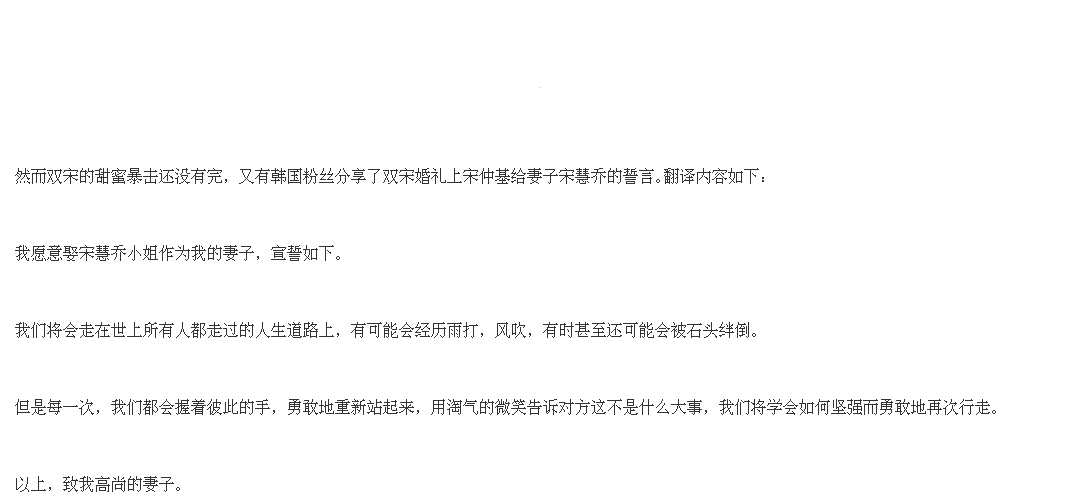 然而双宋的甜蜜暴击还没有完，又有韩国粉丝分享了双宋婚礼上宋仲基给妻子宋慧乔的誓言。翻译内容如下：
我愿意娶宋慧乔小姐作为我的妻子，宣誓如下。
我们将会走在世上所有人都走过的人生道路上，有可能会经历雨打，风吹，有时甚至还可能会被石头绊倒。
但是每一次，我们都会握着彼此的手，勇敢地重新站起来，用淘气的微笑告诉对方这不是什么大事，我们将学会如何坚强而勇敢地再次行走。
以上，致我高尚的妻子。